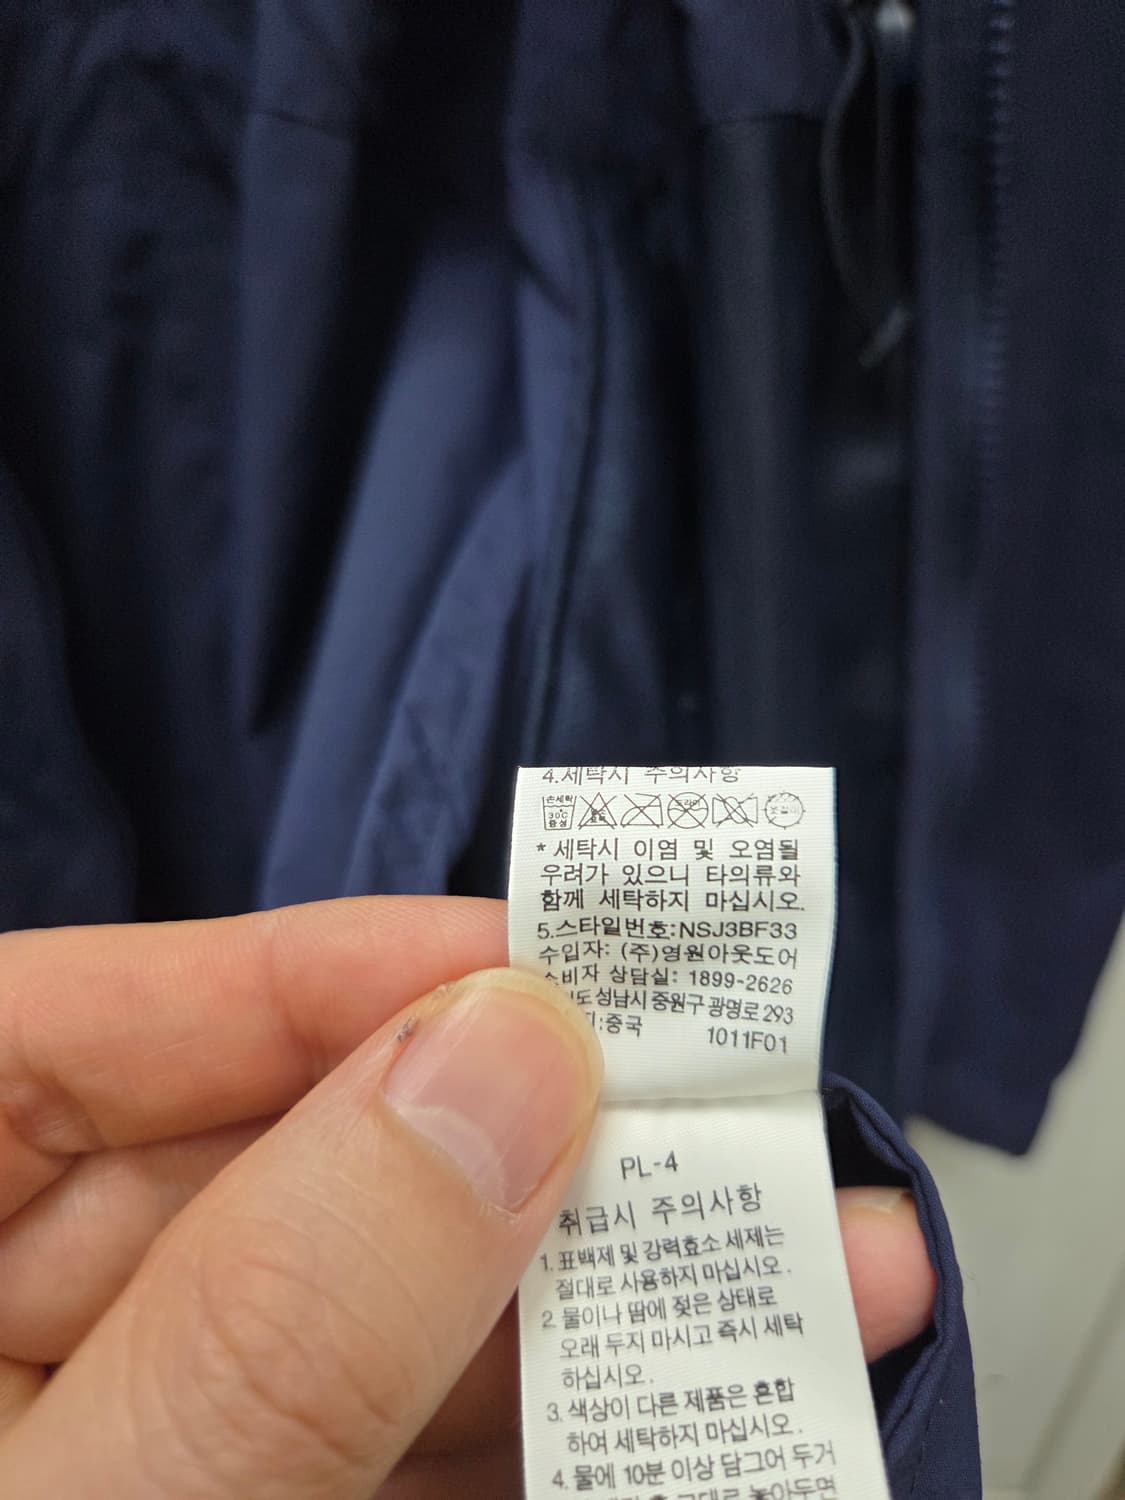 4.세탁시 주의사항
손세탁
30C
중성
드라이
* 세탁시 이염 및 오염될
우려가 있으니 타의류와
함께 세탁하지 마십시오.
5.스타일번호:NSJ3BF33
수입자: (주)영원아웃도어
소비자 상담실: 1899-2626
도 성남시 중원구 광명로 293
:중국 1011F01
PL-4
취급시 주의사항
1. 표백제 및 강력효소 세제는
절대로 사용하지 마십시오.
2. 물이나 땀에 젖은 상태로
오래 두지 마시고 즉시 세탁
하십시오.
3. 색상이 다른 제품은 혼합
하여 세탁하지 마십시오.
4. 물에 10분 이상 담그어 두거
그대로 놓아두면